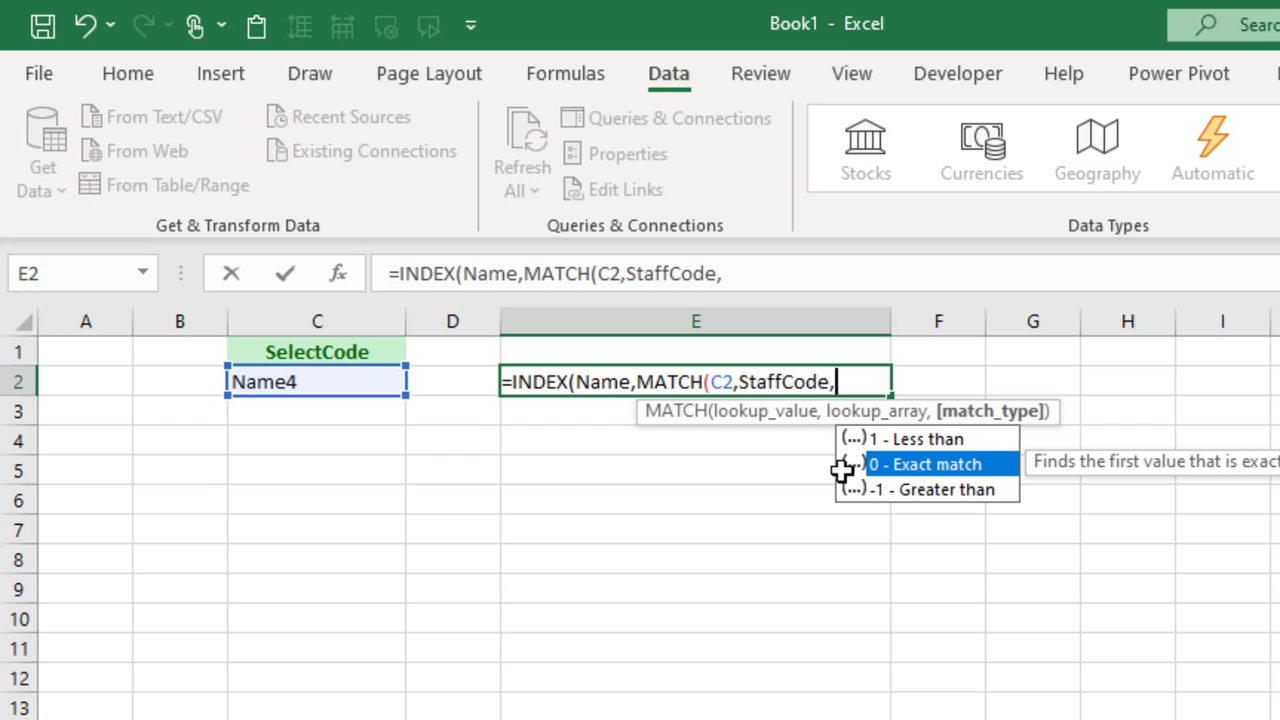 Book1 - Excel
Searc
File Home Insert Draw Page Layout Formulas Data Review View Developer Help Power Pivot
Get Data
From Text/CSV
From Web
From Table/Range
Recent Sources
Existing Connections
Get & Transform Data
Refresh All
Queries & Connections
Properties
Edit Links
Queries & Connections
Stocks
Currencies
Geography
Automatic
Data Types
E2
fx
=INDEX(Name,MATCH(C2,StaffCode,
A B C D E F G H I
1 SelectCode
2 Name4 =INDEX(Name,MATCH(C2,StaffCode,
3 MATCH(lookup_value, lookup_array, [match_type])
4 (...) 1 - Less than
5 (...) 0 - Exact match Finds the first value that is exact
6 (...) -1 - Greater than
7
8
9
10
11
12
13